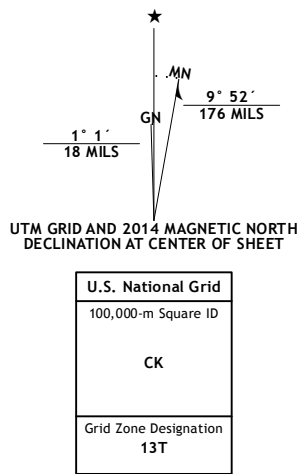 MN
GN
9° 52´
176 MILS
1° 1´
18 MILS
UTM GRID AND 2014 MAGNETIC NORTH
DECLINATION AT CENTER OF SHEET
U.S. National Grid
100,000-m Square ID
CK
Grid Zone Designation
13T